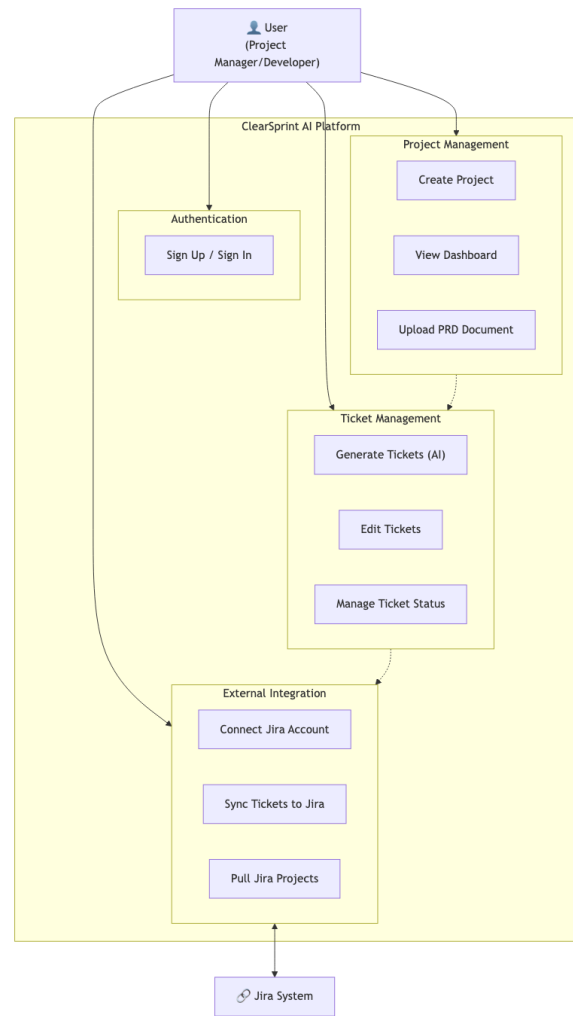 👤 User
(Project
Manager/Developer)
ClearSprint AI Platform
Project Management
Create Project
View Dashboard
Upload PRD Document
Authentication
Sign Up / Sign In
Ticket Management
Generate Tickets (AI)
Edit Tickets
Manage Ticket Status
External Integration
Connect Jira Account
Sync Tickets to Jira
Pull Jira Projects
🔗 Jira System